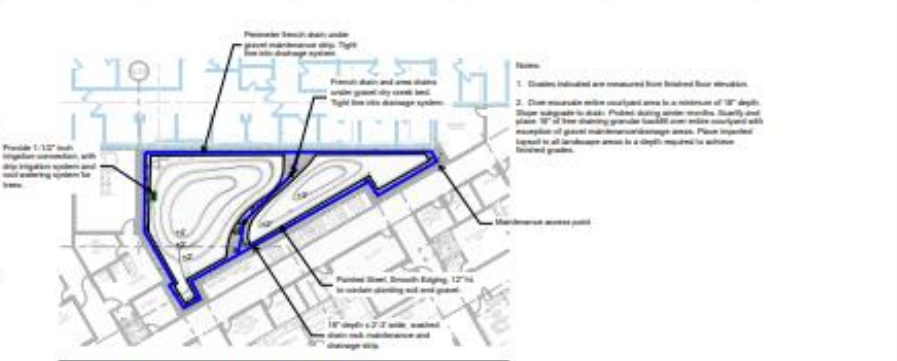 Perimeter french drain under
gravel maintenance strip. Tight
line into drainage system.
French drain and area drains
under gravel dry creek bed.
Tight line into drainage system.
Notes:
1. Grades indicated are measured from finished floor elevation.
2. Over-excavate entire courtyard area to a minimum of 18" depth.
Slope subgrade to drain. Protect during winter months. Scarify and
place 18" of free draining granular backfill over entire courtyard with
exception of gravel maintenance/drainage areas. Place imported
topsoil in all landscape areas to a depth required to achieve
finished grades.
Provide 1-1/2" inch
irrigation connection, with
drip irrigation system and
root watering system for
trees.
Maintenance access point
Painted Steel, Smooth Edging, 12" ht.
to contain planting soil and gravel.
18" depth x 2'-3' wide, washed
drain rock maintenance and
drainage strip.